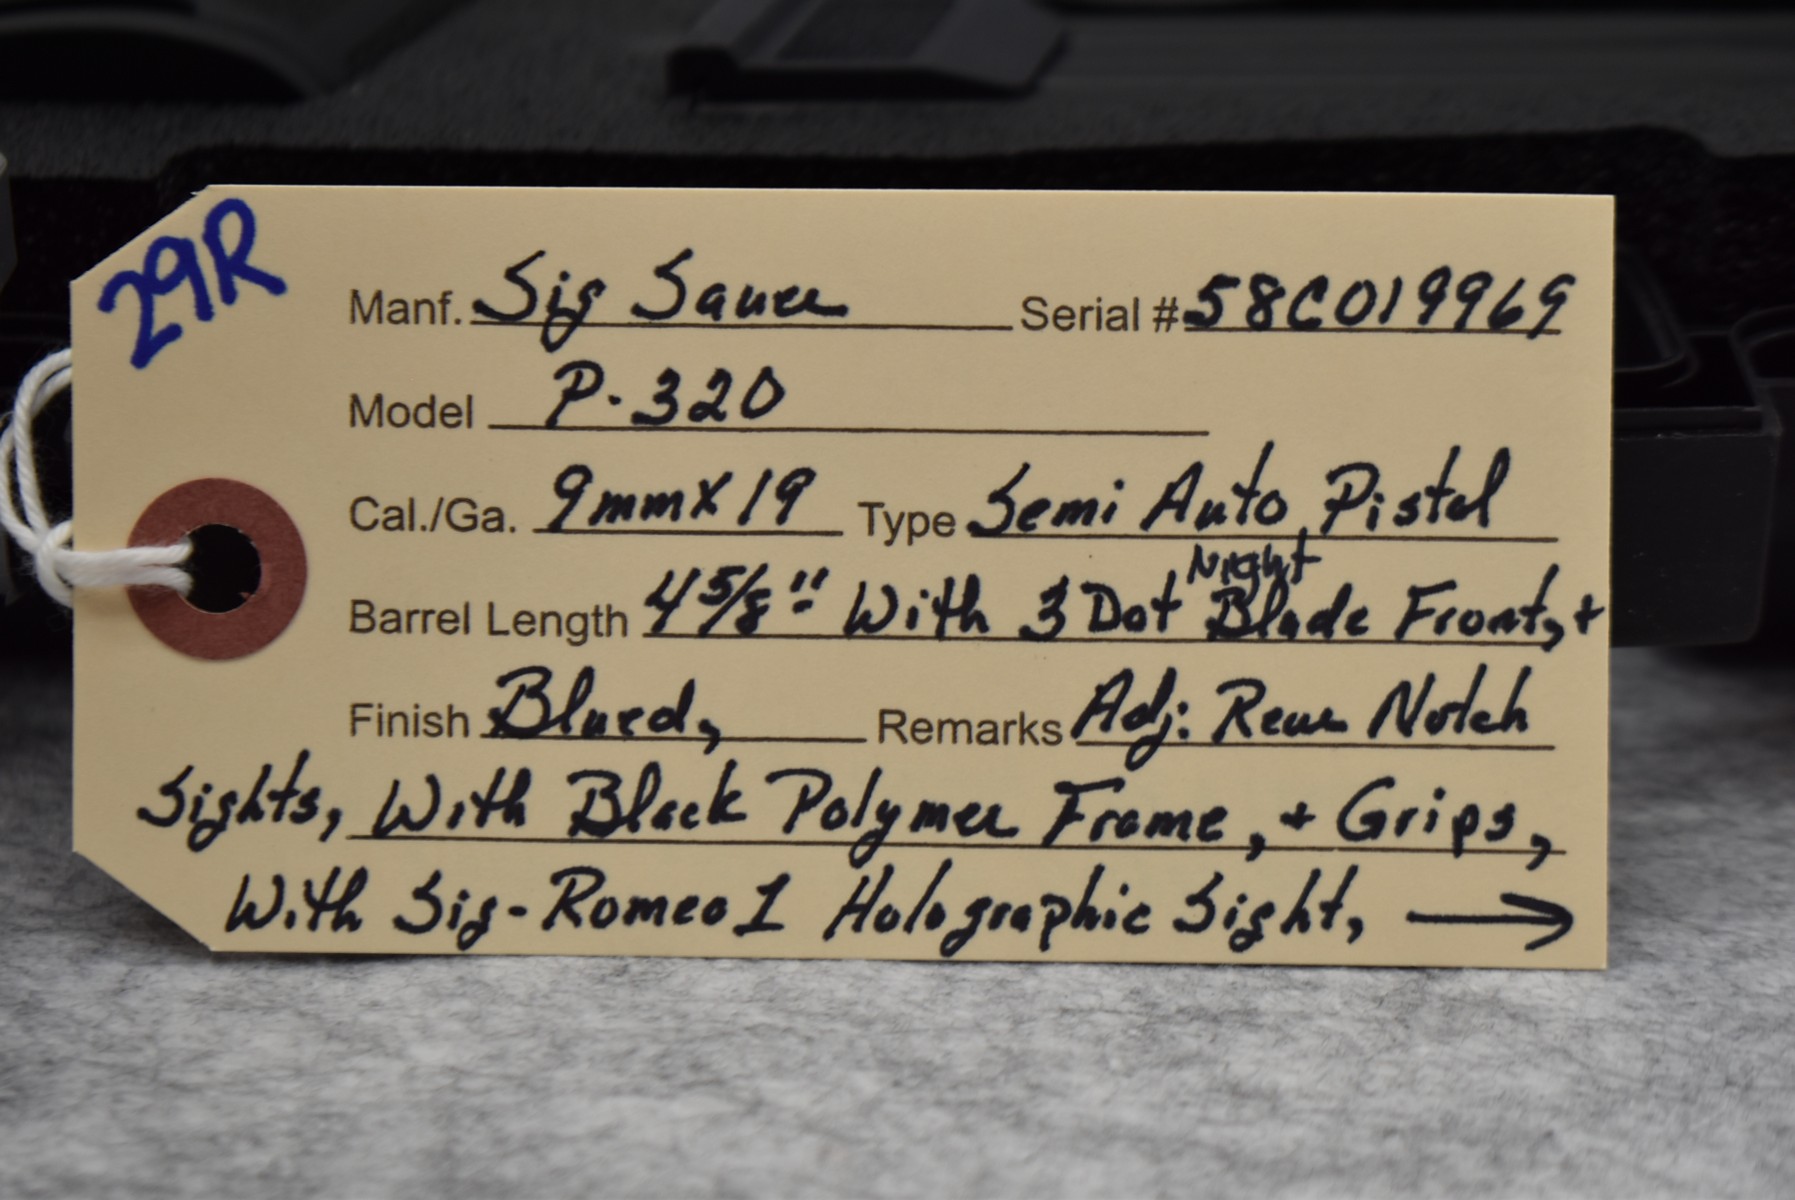 29R
Manf. Sig Sauer Serial # 58C019969
Model P-320
Cal./Ga. 9mmX19 Type Semi Auto Pistol
Night
Barrel Length 4 5/8" With 3 Dot Blade Front, +
Finish Blued, Remarks Adj: Rear Notch
Sights, With Black Polymer Frame, + Grips,
With Sig-Romeo 1 Holographic Sight, →